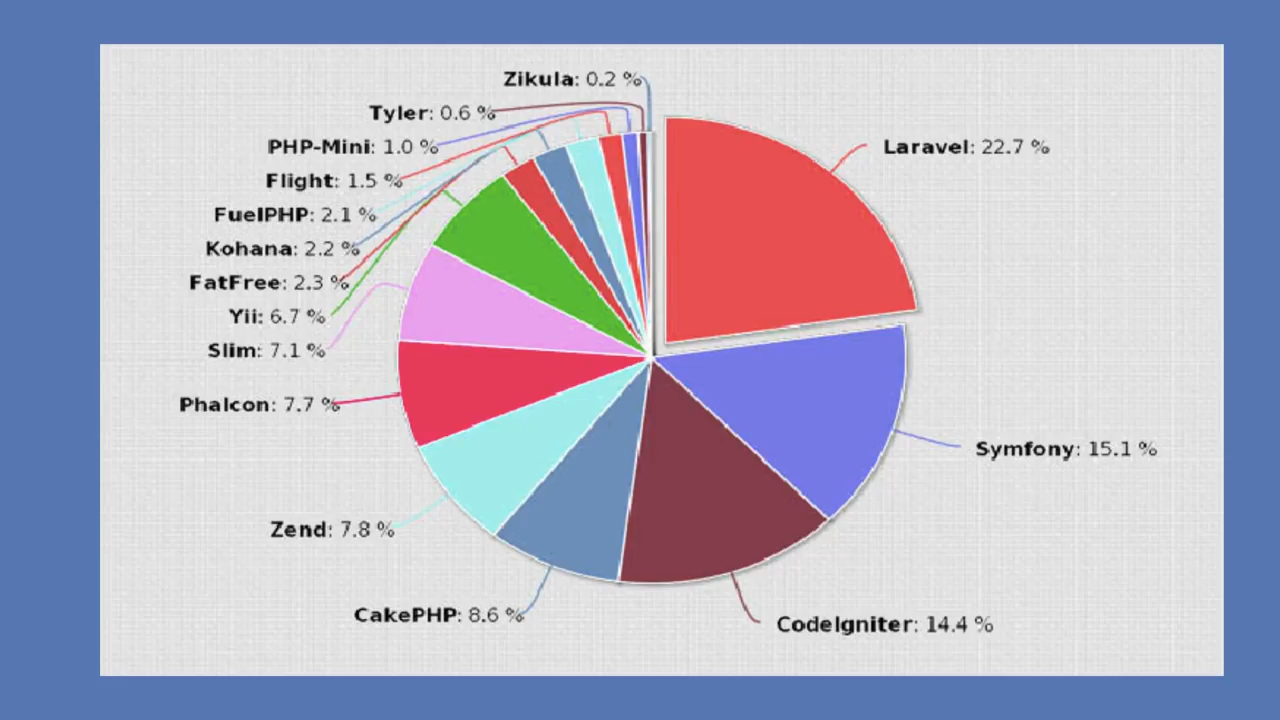 Zikula: 0.2 %
Tyler: 0.6 %
PHP-Mini: 1.0 %
Laravel: 22.7 %
Flight: 1.5 %
FuelPHP: 2.1 %
Kohana: 2.2 %
FatFree: 2.3 %
Yii: 6.7 %
Slim: 7.1 %
Phalcon: 7.7 %
Symfony: 15.1 %
Zend: 7.8 %
CakePHP: 8.6 %
CodeIgniter: 14.4 %